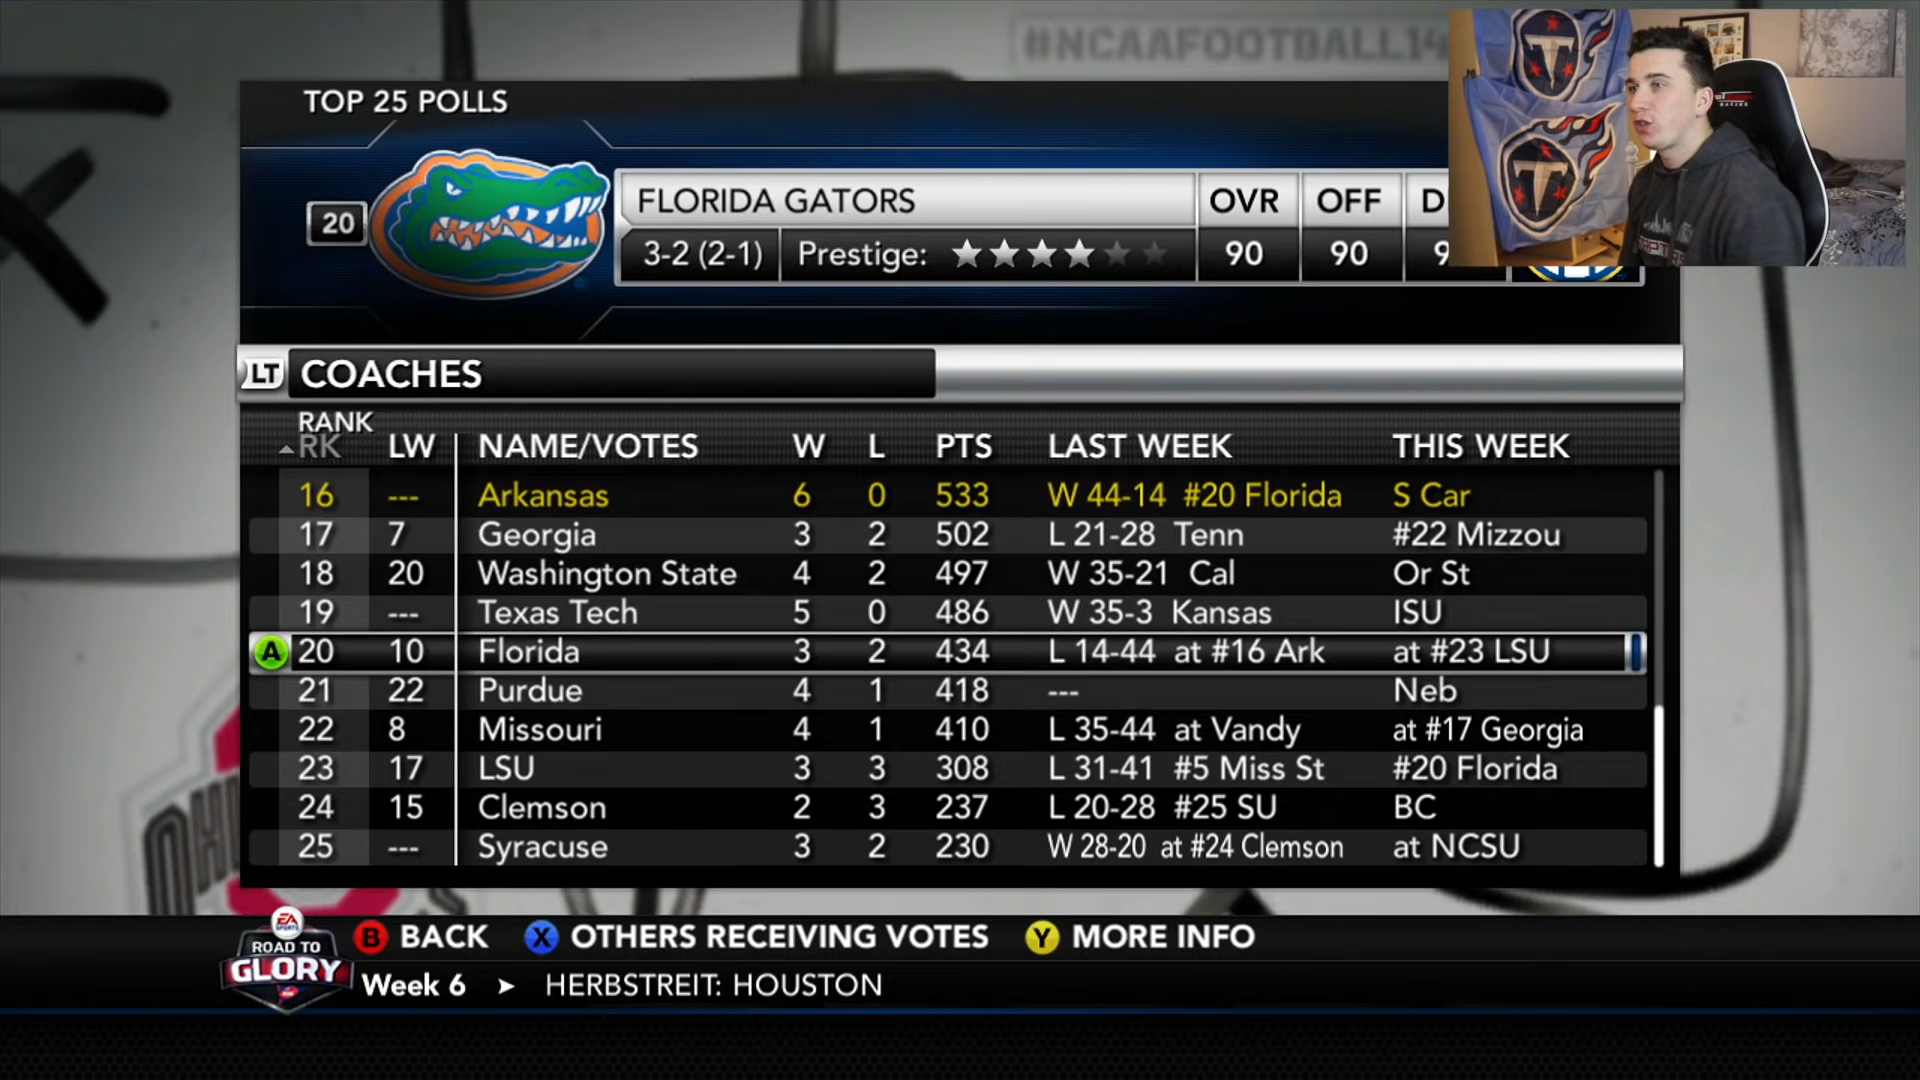 #NCAAFOOTBALL14
TOP 25 POLLS
20
FLORIDA GATORS OVR OFF D
3-2 (2-1) Prestige: 90 90 9
LT COACHES
RANK
RK LW NAME/VOTES W L PTS LAST WEEK THIS WEEK
16 --- Arkansas 6 0 533 W 44-14 #20 Florida S Car
17 7 Georgia 3 2 502 L 21-28 Tenn #22 Mizzou
18 20 Washington State 4 2 497 W 35-21 Cal Or St
19 --- Texas Tech 5 0 486 W 35-3 Kansas ISU
A 20 10 Florida 3 2 434 L 14-44 at #16 Ark at #23 LSU
21 22 Purdue 4 1 418 --- Neb
22 8 Missouri 4 1 410 L 35-44 at Vandy at #17 Georgia
23 17 LSU 3 3 308 L 31-41 #5 Miss St #20 Florida
24 15 Clemson 2 3 237 L 20-28 #25 SU BC
25 --- Syracuse 3 2 230 W 28-20 at #24 Clemson at NCSU
EA SPORTS
ROAD TO
GLORY
B BACK X OTHERS RECEIVING VOTES Y MORE INFO
Week 6 HERBSTREIT: HOUSTON